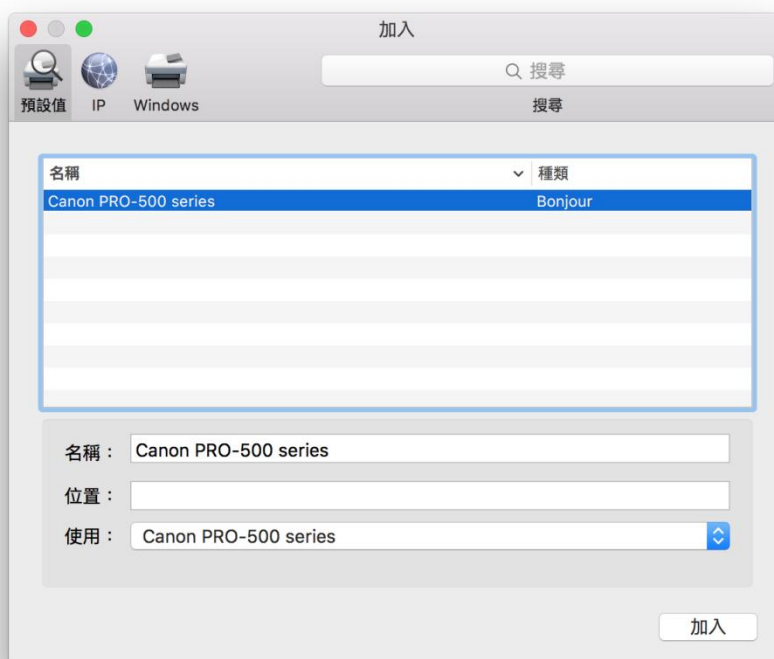 加入
搜尋
預設值 IP Windows 搜尋
名稱 種類
Canon PRO-500 series Bonjour
名稱： Canon PRO-500 series
位置：
使用： Canon PRO-500 series
加入